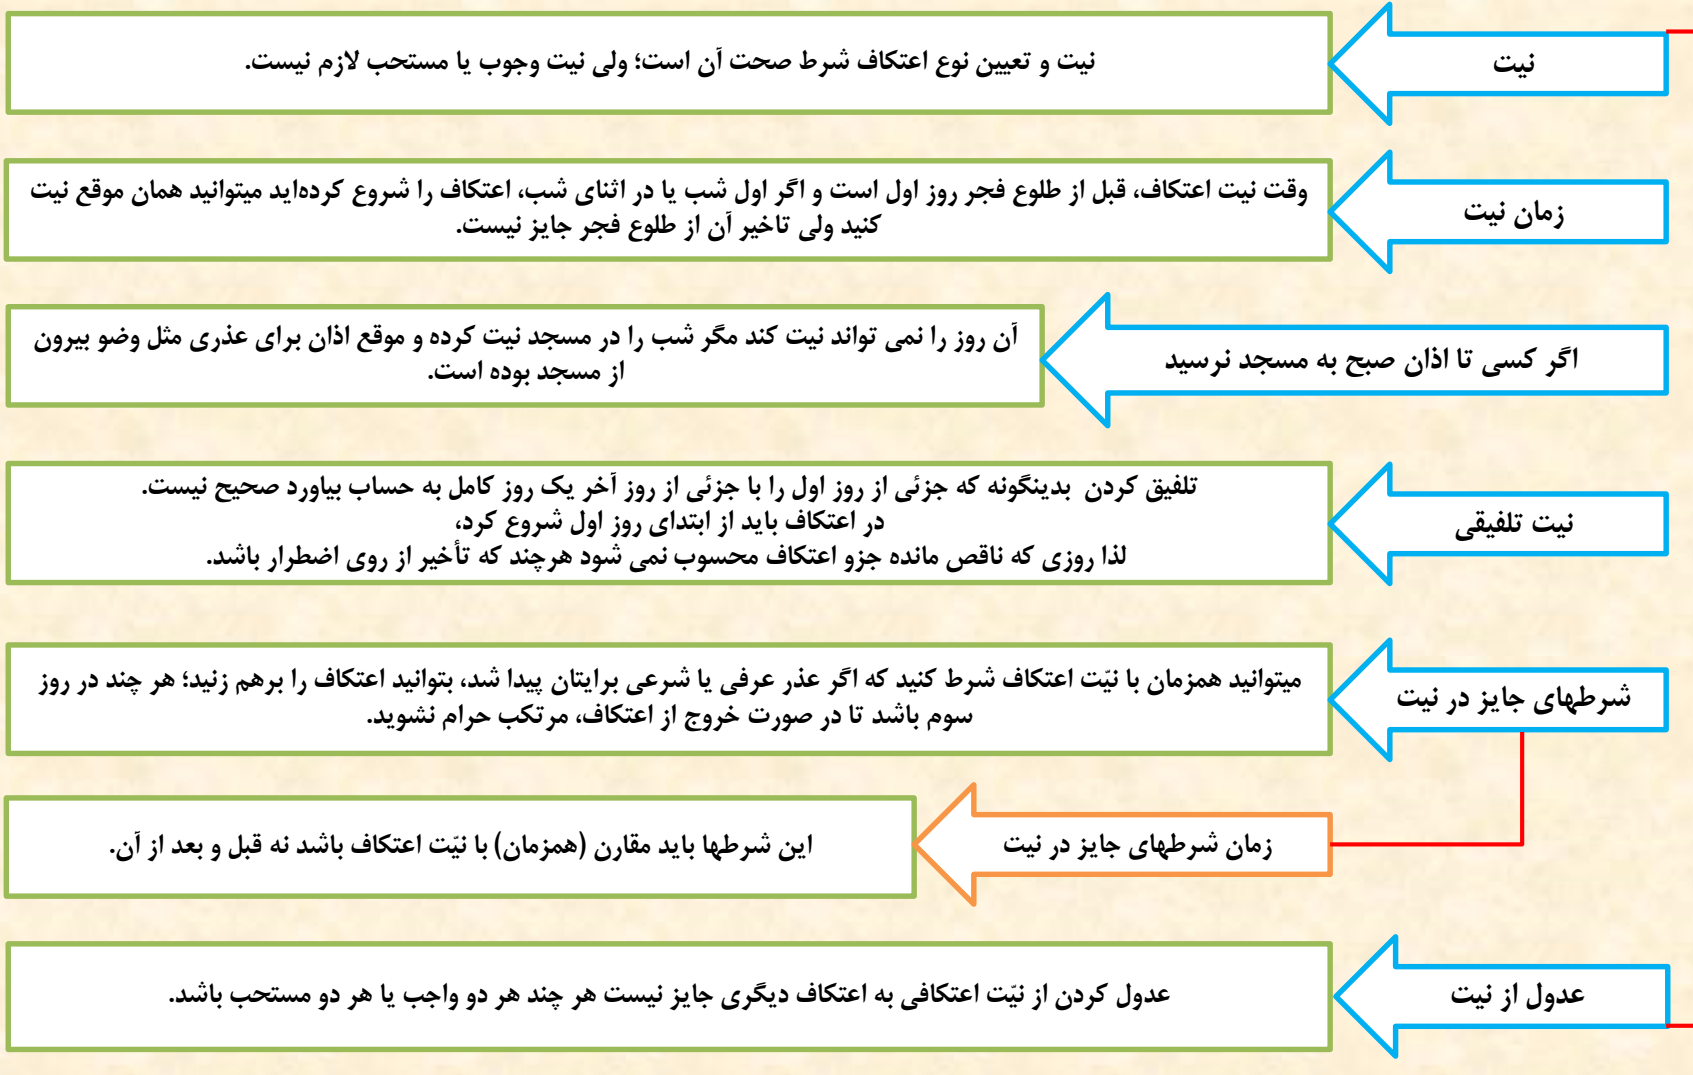 نیت
نیت و تعیین نوع اعتکاف شرط صحت آن است؛ ولی نیت وجوب یا مستحب لازم نیست.
زمان نیت
وقت نیت اعتکاف، قبل از طلوع فجر روز اول است و اگر اول شب یا در اثنای شب، اعتکاف را شروع کرده‌اید میتوانید همان موقع نیت
کنید ولی تاخیر آن از طلوع فجر جایز نیست.
اگر کسی تا اذان صبح به مسجد نرسید
آن روز را نمی تواند نیت کند مگر شب را در مسجد نیت کرده و موقع اذان برای عذری مثل وضو بیرون
از مسجد بوده است.
نیت تلفیقی
تلفیق کردن بدینگونه که جزئی از روز اول را با جزئی از روز آخر یک روز کامل به حساب بیاورد صحیح نیست.
در اعتکاف باید از ابتدای روز اول شروع کرد،
لذا روزی که ناقص مانده جزو اعتکاف محسوب نمی شود هرچند که تأخیر از روی اضطرار باشد.
شرطهای جایز در نیت
میتوانید همزمان با نیّت اعتکاف شرط کنید که اگر عذر عرفی یا شرعی برایتان پیدا شد، بتوانید اعتکاف را برهم زنید؛ هر چند در روز
سوم باشد تا در صورت خروج از اعتکاف، مرتکب حرام نشوید.
زمان شرطهای جایز در نیت
این شرطها باید مقارن (همزمان) با نیّت اعتکاف باشد نه قبل و بعد از آن.
عدول از نیت
عدول کردن از نیّت اعتکافی به اعتکاف دیگری جایز نیست هر چند هر دو واجب یا هر دو مستحب باشد.